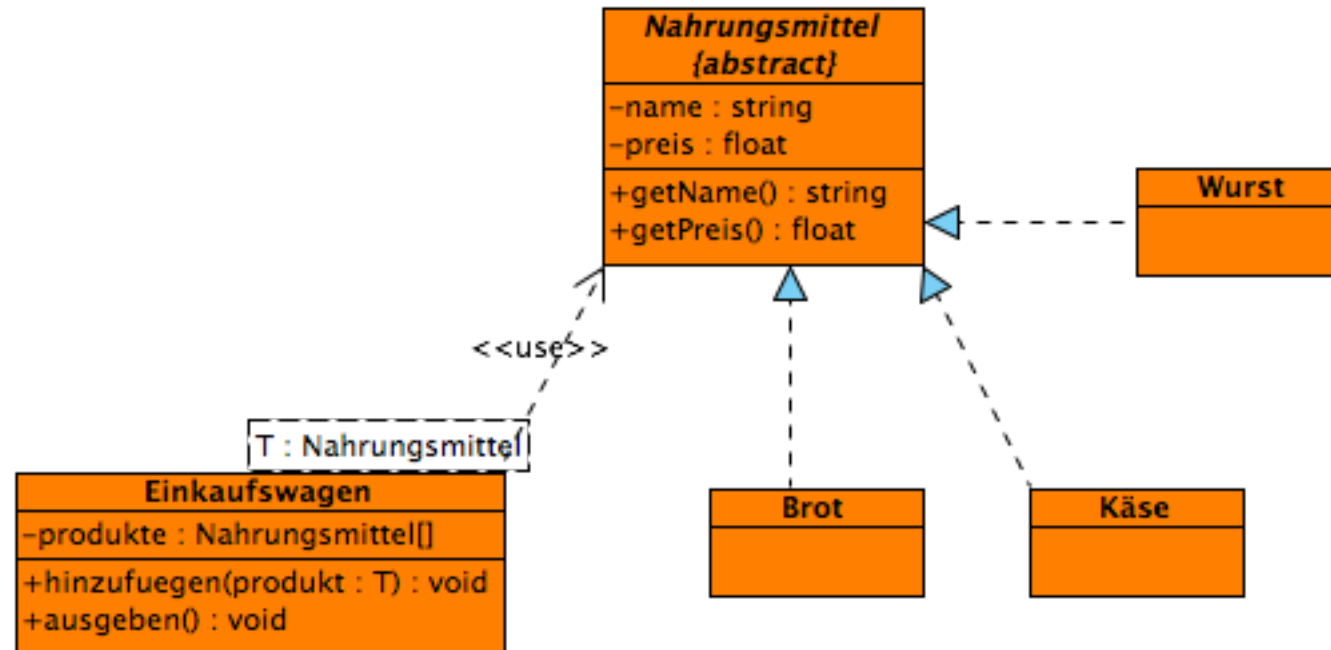 Nahrungsmittel
{abstract}
-name : string
-preis : float
+getName() : string
+getPreis() : float
Wurst
<<use>>
T : Nahrungsmittel
Einkaufswagen
-produkte : Nahrungsmittel[]
+hinzufuegen(produkt : T) : void
+ausgeben() : void
Brot
Käse